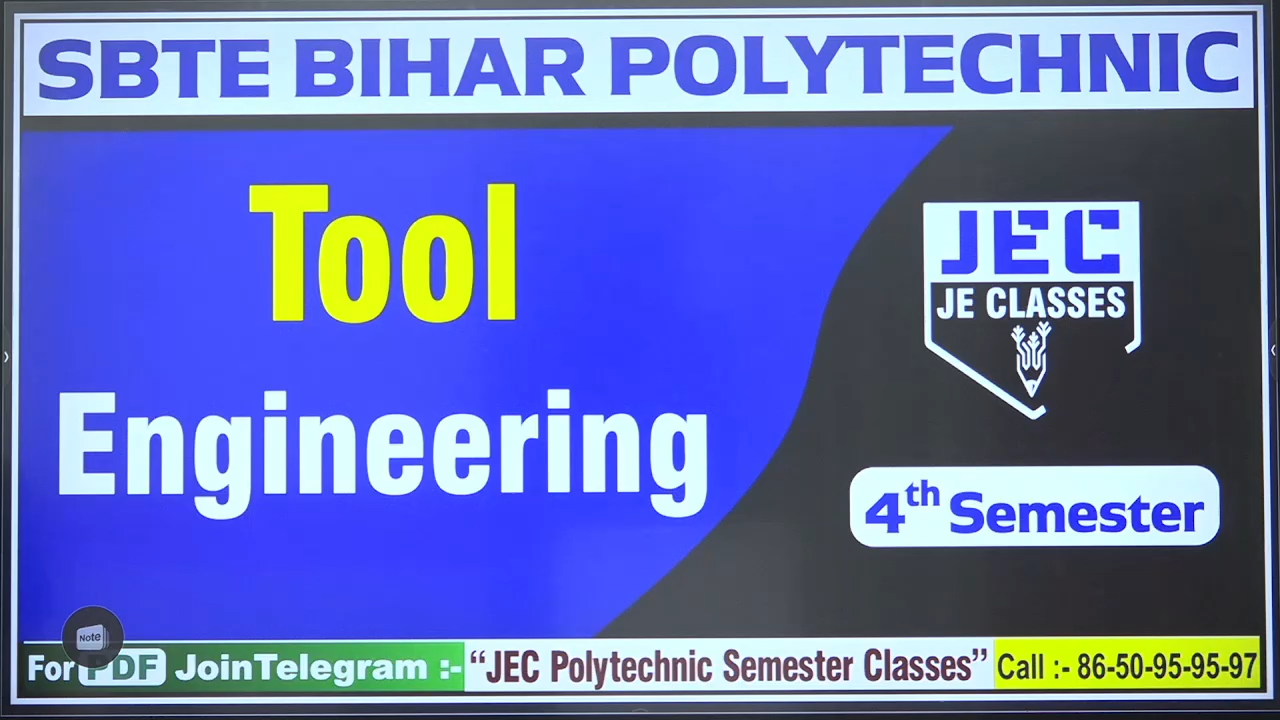 SBTE BIHAR POLYTECHNIC
Tool
Engineering
JEC
JE CLASSES
4th Semester
Note
For PDF JoinTelegram :- “JEC Polytechnic Semester Classes” Call :- 86-50-95-95-97